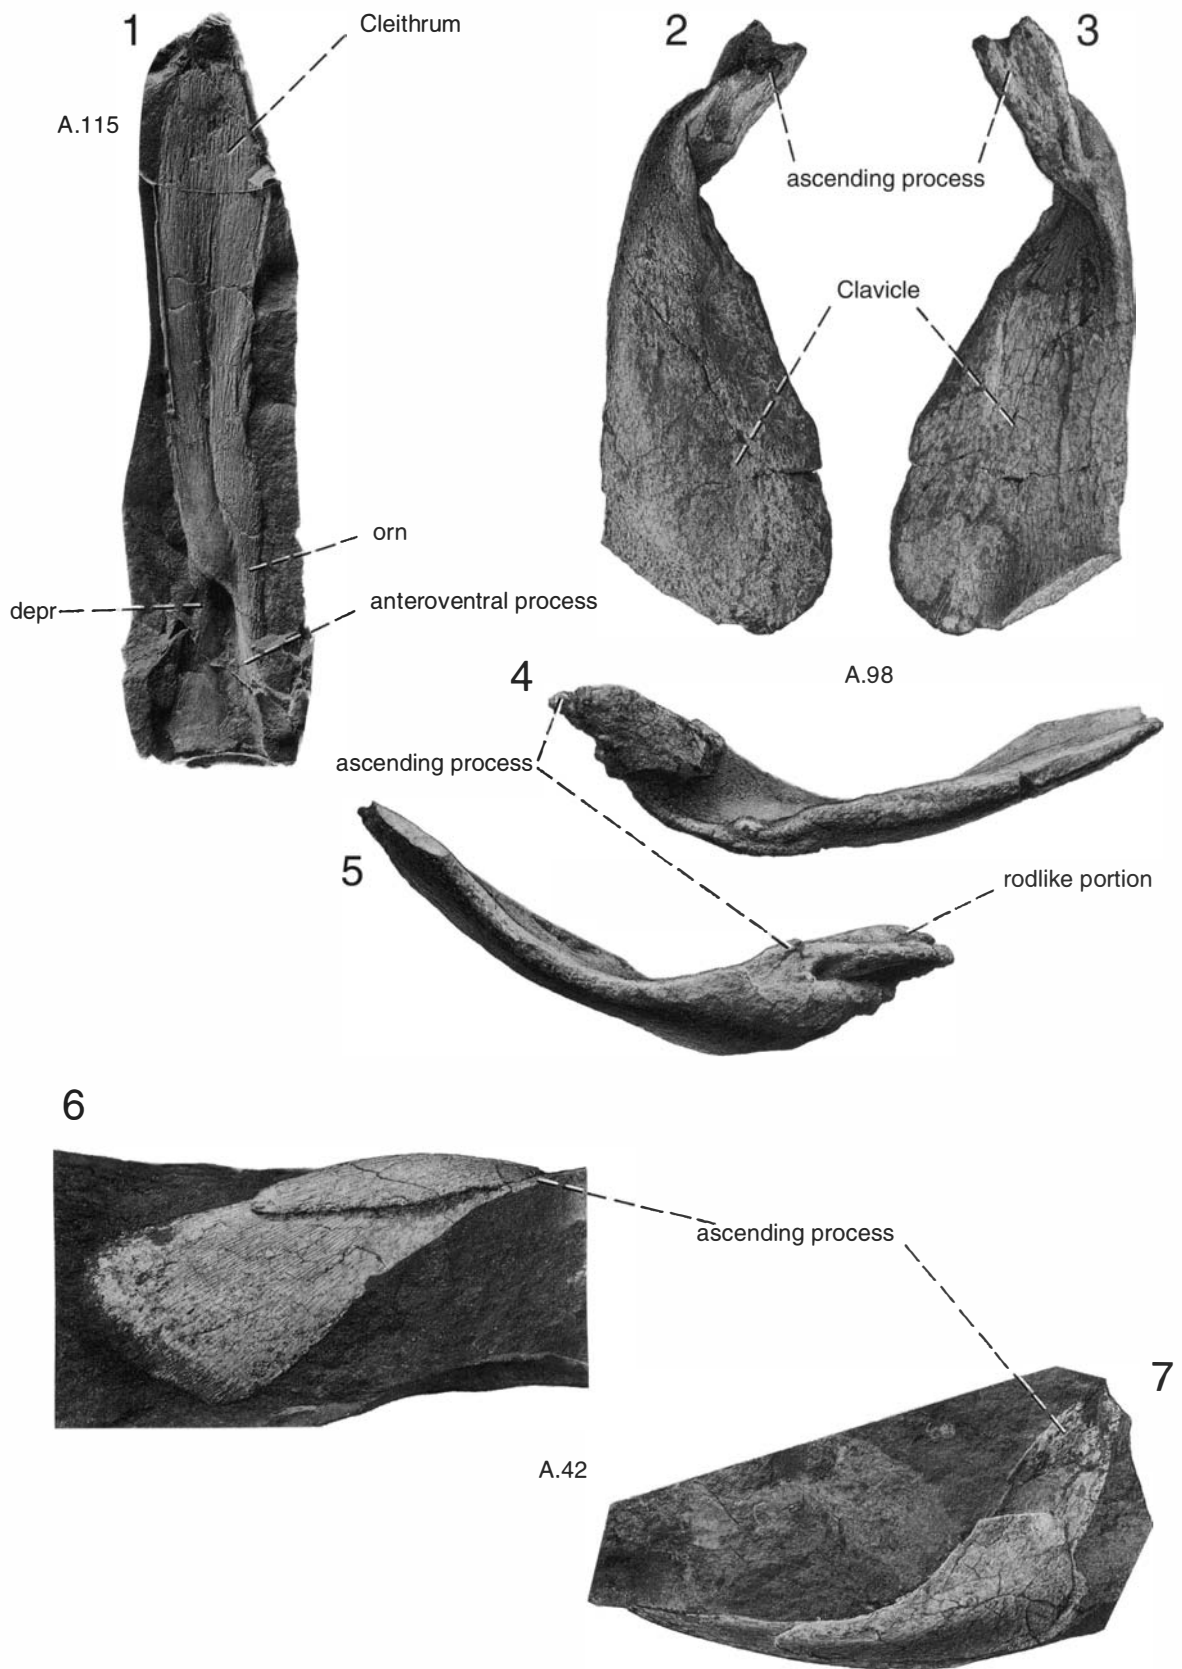 1
Cleithrum
2
3
A.115
ascending process
Clavicle
orn
depr
anteroventral process
4
A.98
ascending process
5
rodlike portion
6
ascending process
7
A.42